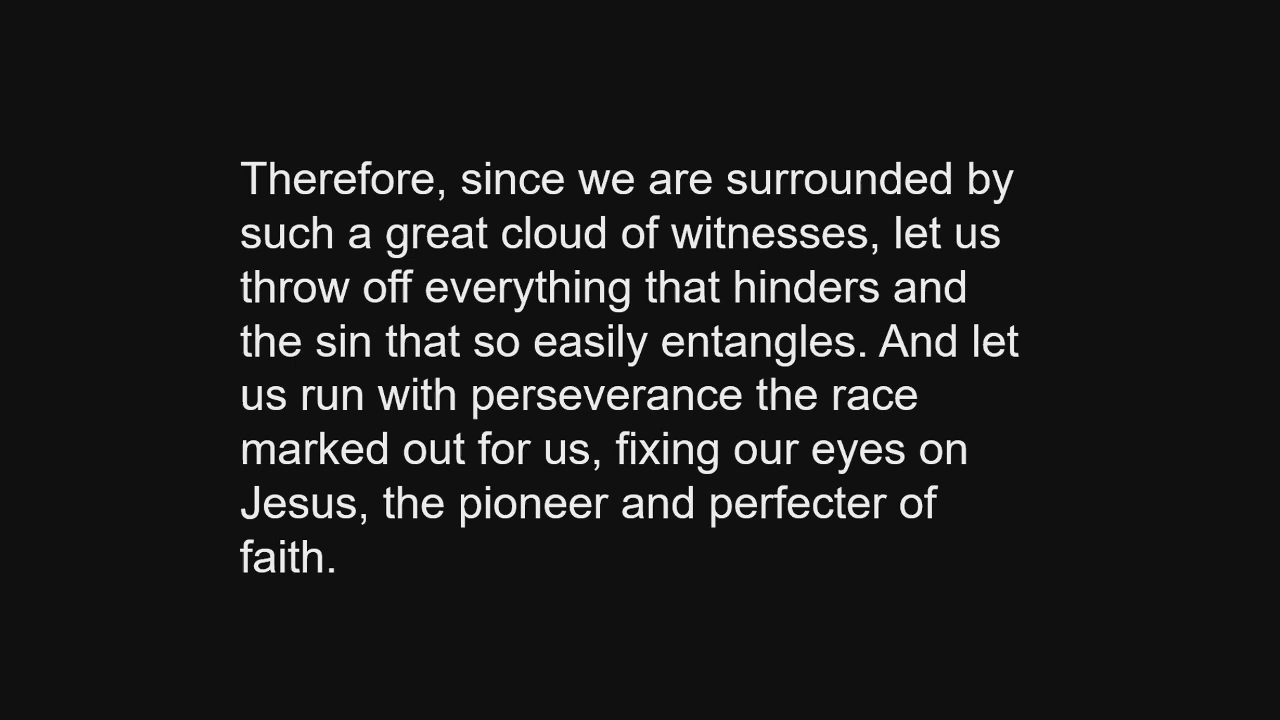 Therefore, since we are surrounded by
such a great cloud of witnesses, let us
throw off everything that hinders and
the sin that so easily entangles. And let
us run with perseverance the race
marked out for us, fixing our eyes on
Jesus, the pioneer and perfecter of
faith.